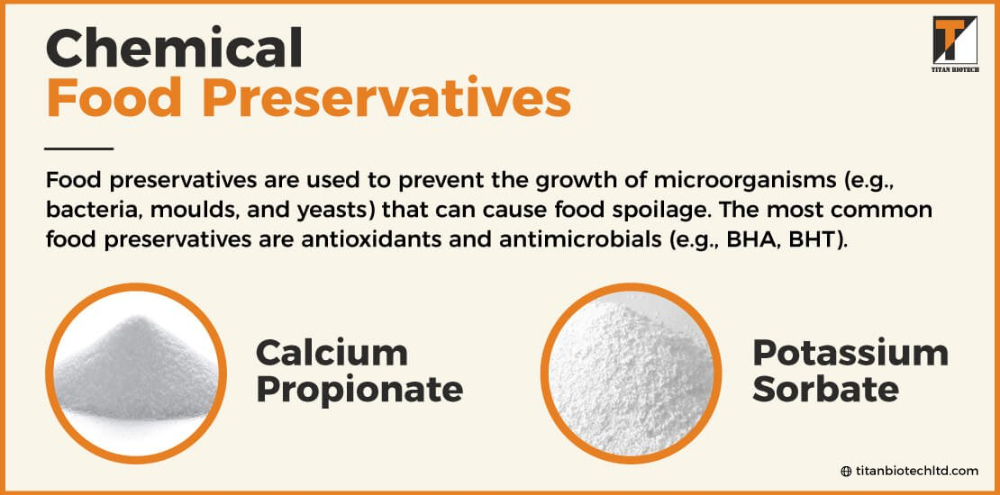 Chemical
Food Preservatives
T
TITAN BIOTECH
Food preservatives are used to prevent the growth of microorganisms (e.g.,
bacteria, moulds, and yeasts) that can cause food spoilage. The most common
food preservatives are antioxidants and antimicrobials (e.g., BHA, BHT).
Calcium
Propionate
Potassium
Sorbate
titanbiotechltd.com